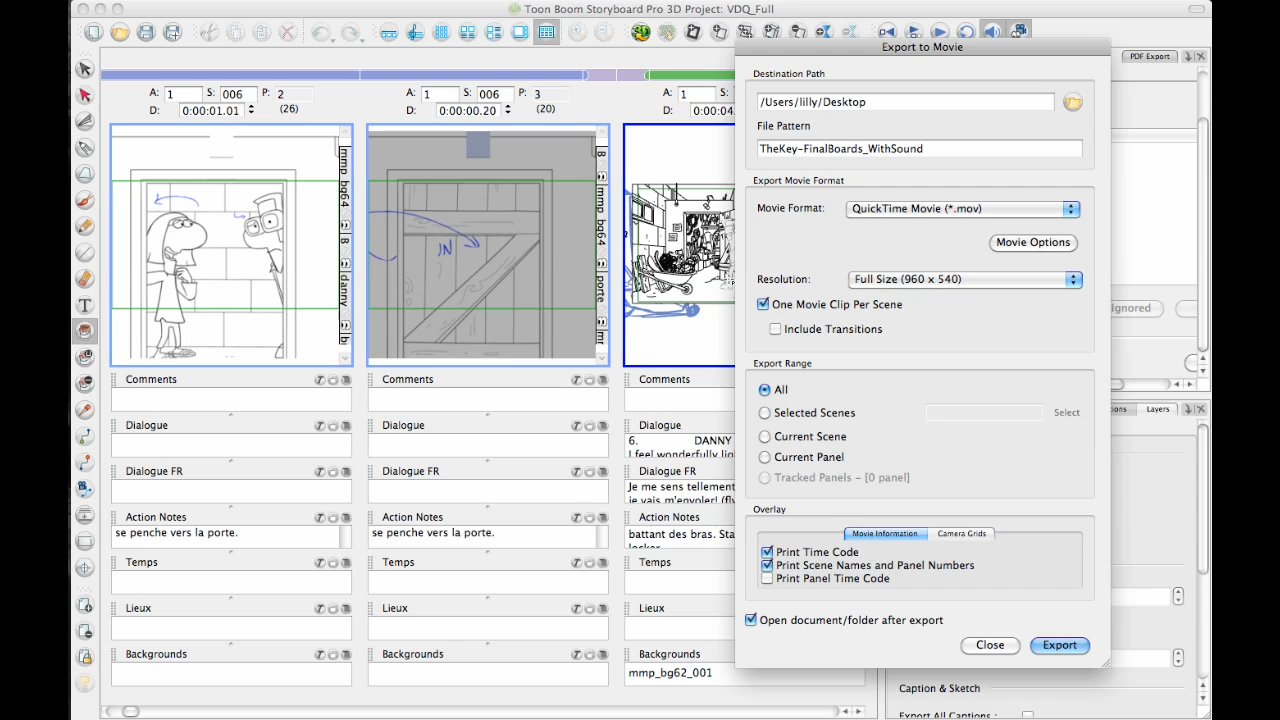 Toon Boom Storyboard Pro 3D Project: VDQ_Full
Export to Movie
PDF Export
A: 1 S: 006 P: 2
D: 0:00:01.01 (26)
A: 1 S: 006 P: 3
D: 0:00:00.20 (20)
A: 1 S:
D: 0:00:04.
mmp_bg64 B danny
B mmp_bg64 porte
IN
Comments
Dialogue
Dialogue FR
Action Notes
se penche vers la porte.
Temps
Lieux
Backgrounds
Comments
Dialogue
Dialogue FR
Action Notes
se penche vers la porte.
Temps
Lieux
Backgrounds
Comments
Dialogue
6. DANNY
I feel wonderfully lig
Dialogue FR
Je me sens tellement
je vais m'envoler! (fly
Action Notes
battant des bras. Sta
Temps
Lieux
Backgrounds
mmp_bg62_001
Destination Path
/Users/lilly/Desktop
File Pattern
TheKey-FinalBoards_WithSound
Export Movie Format
Movie Format: QuickTime Movie (*.mov)
Movie Options
Resolution: Full Size (960 x 540)
One Movie Clip Per Scene
Include Transitions
Export Range
All
Selected Scenes Select
Current Scene
Current Panel
Tracked Panels - [0 panel]
Overlay
Movie Information Camera Grids
Print Time Code
Print Scene Names and Panel Numbers
Print Panel Time Code
Open document/folder after export
Close Export
Ignored
ions Layers
Caption & Sketch
Export All Captions:
T